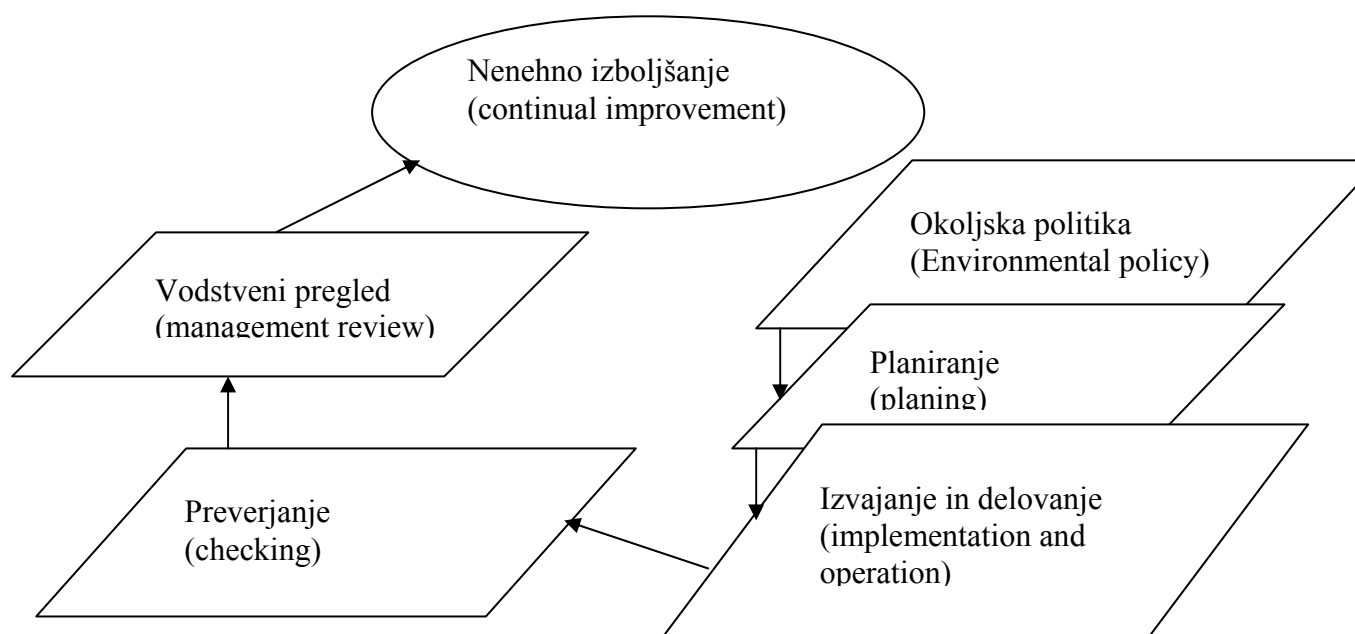 Nenehno izboljšanje
(continual improvement)
Okoljska politika
(Environmental policy)
Vodstveni pregled
(management review)
Planiranje
(planing)
Izvajanje in delovanje
(implementation and
operation)
Preverjanje
(checking)